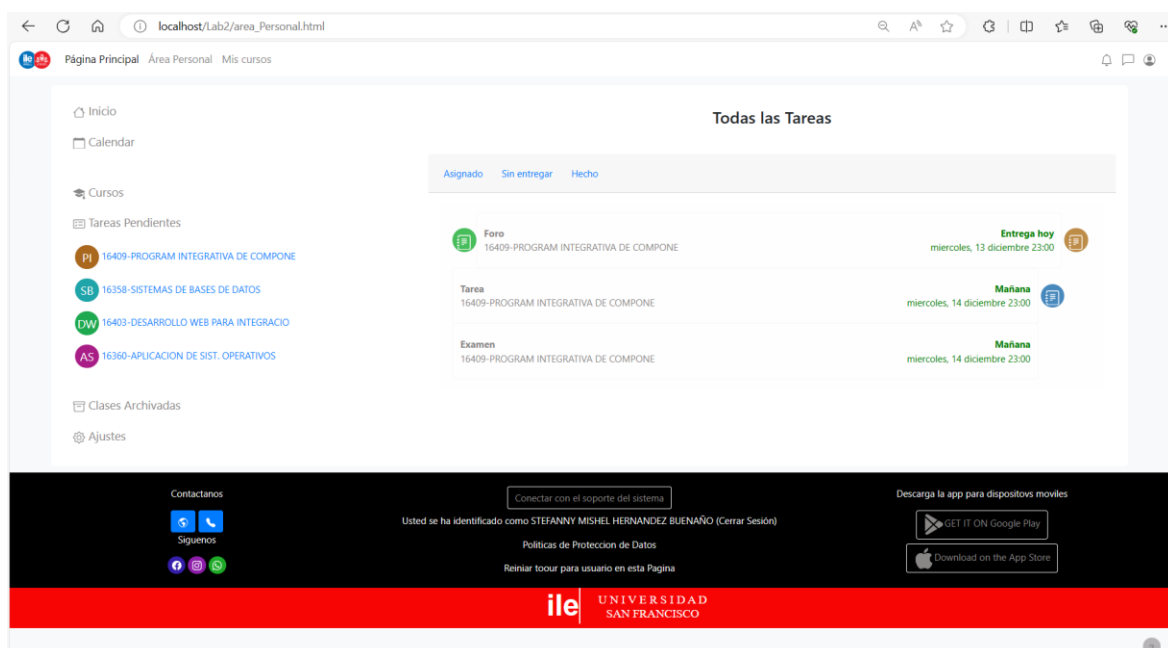 localhost/Lab2/area_Personal.html
ile
Página Principal Área Personal Mis cursos
Inicio
Calendar
Cursos
Tareas Pendientes
PI 16409-PROGRAM INTEGRATIVA DE COMPONE
SB 16358-SISTEMAS DE BASES DE DATOS
DW 16403-DESARROLLO WEB PARA INTEGRACIO
AS 16360-APLICACION DE SIST. OPERATIVOS
Clases Archivadas
Ajustes
Todas las Tareas
Asignado Sin entregar Hecho
Foro
16409-PROGRAM INTEGRATIVA DE COMPONE
Entrega hoy
miercoles, 13 diciembre 23:00
Tarea
16409-PROGRAM INTEGRATIVA DE COMPONE
Mañana
miercoles, 14 diciembre 23:00
Examen
16409-PROGRAM INTEGRATIVA DE COMPONE
Mañana
miercoles, 14 diciembre 23:00
Contactanos
Siguenos
Conectar con el soporte del sistema
Usted se ha identificado como STEFANNY MISHEL HERNANDEZ BUENAÑO (Cerrar Sesión)
Politicas de Proteccion de Datos
Reiniar toour para usuario en esta Pagina
Descarga la app para dispositovs moviles
GET IT ON Google Play
Download on the App Store
ile
UNIVERSIDAD
SAN FRANCISCO
?